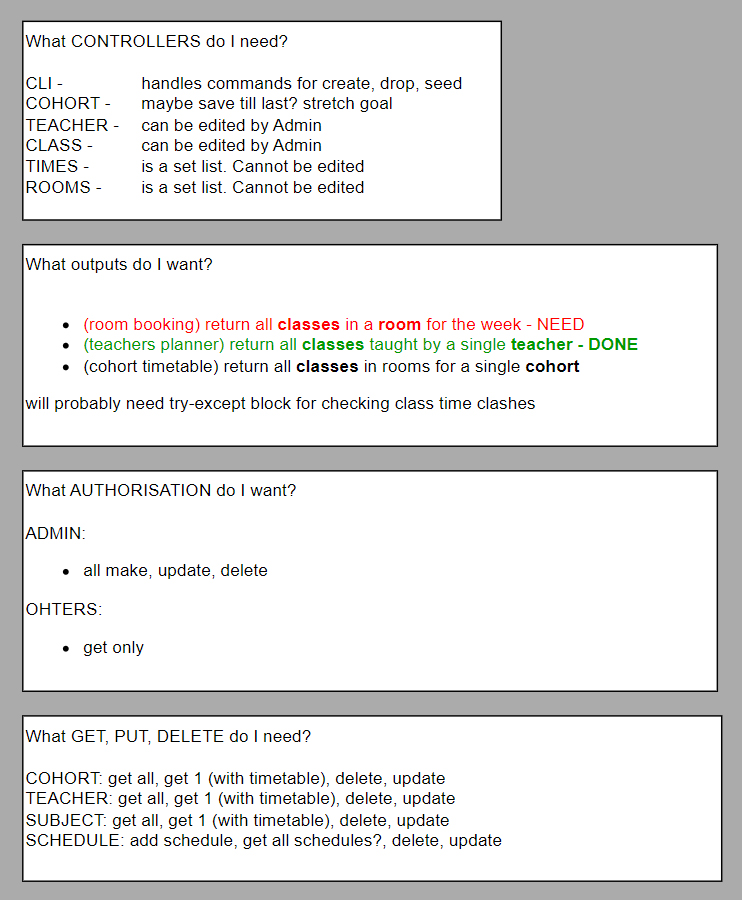 What CONTROLLERS do I need?
CLI - handles commands for create, drop, seed
COHORT - maybe save till last? stretch goal
TEACHER - can be edited by Admin
CLASS - can be edited by Admin
TIMES - is a set list. Cannot be edited
ROOMS - is a set list. Cannot be edited
What outputs do I want?
• (room booking) return all classes in a room for the week - NEED
• (teachers planner) return all classes taught by a single teacher - DONE
• (cohort timetable) return all classes in rooms for a single cohort
will probably need try-except block for checking class time clashes
What AUTHORISATION do I want?
ADMIN:
• all make, update, delete
OHTERS:
• get only
What GET, PUT, DELETE do I need?
COHORT: get all, get 1 (with timetable), delete, update
TEACHER: get all, get 1 (with timetable), delete, update
SUBJECT: get all, get 1 (with timetable), delete, update
SCHEDULE: add schedule, get all schedules?, delete, update